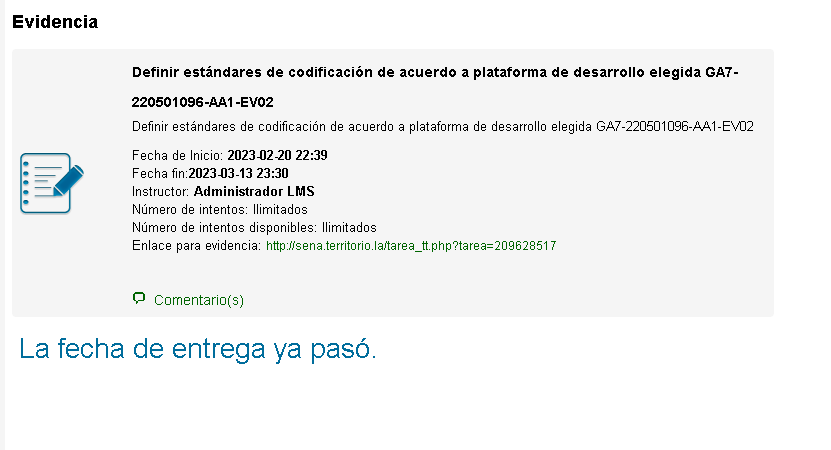 Evidencia
Definir estándares de codificación de acuerdo a plataforma de desarrollo elegida GA7-
220501096-AA1-EV02
Definir estándares de codificación de acuerdo a plataforma de desarrollo elegida GA7-220501096-AA1-EV02
Fecha de Inicio: 2023-02-20 22:39
Fecha fin:2023-03-13 23:30
Instructor: Administrador LMS
Número de intentos: Ilimitados
Número de intentos disponibles: Ilimitados
Enlace para evidencia: http://sena.territorio.la/tarea_tt.php?tarea=209628517
Comentario(s)
La fecha de entrega ya pasó.